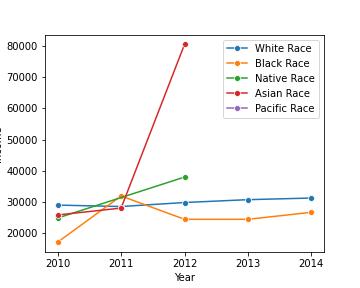 White Race
Black Race
Native Race
Asian Race
Pacific Race
80000
70000
60000
50000
40000
30000
20000
2010
2011
2012
2013
2014
Year